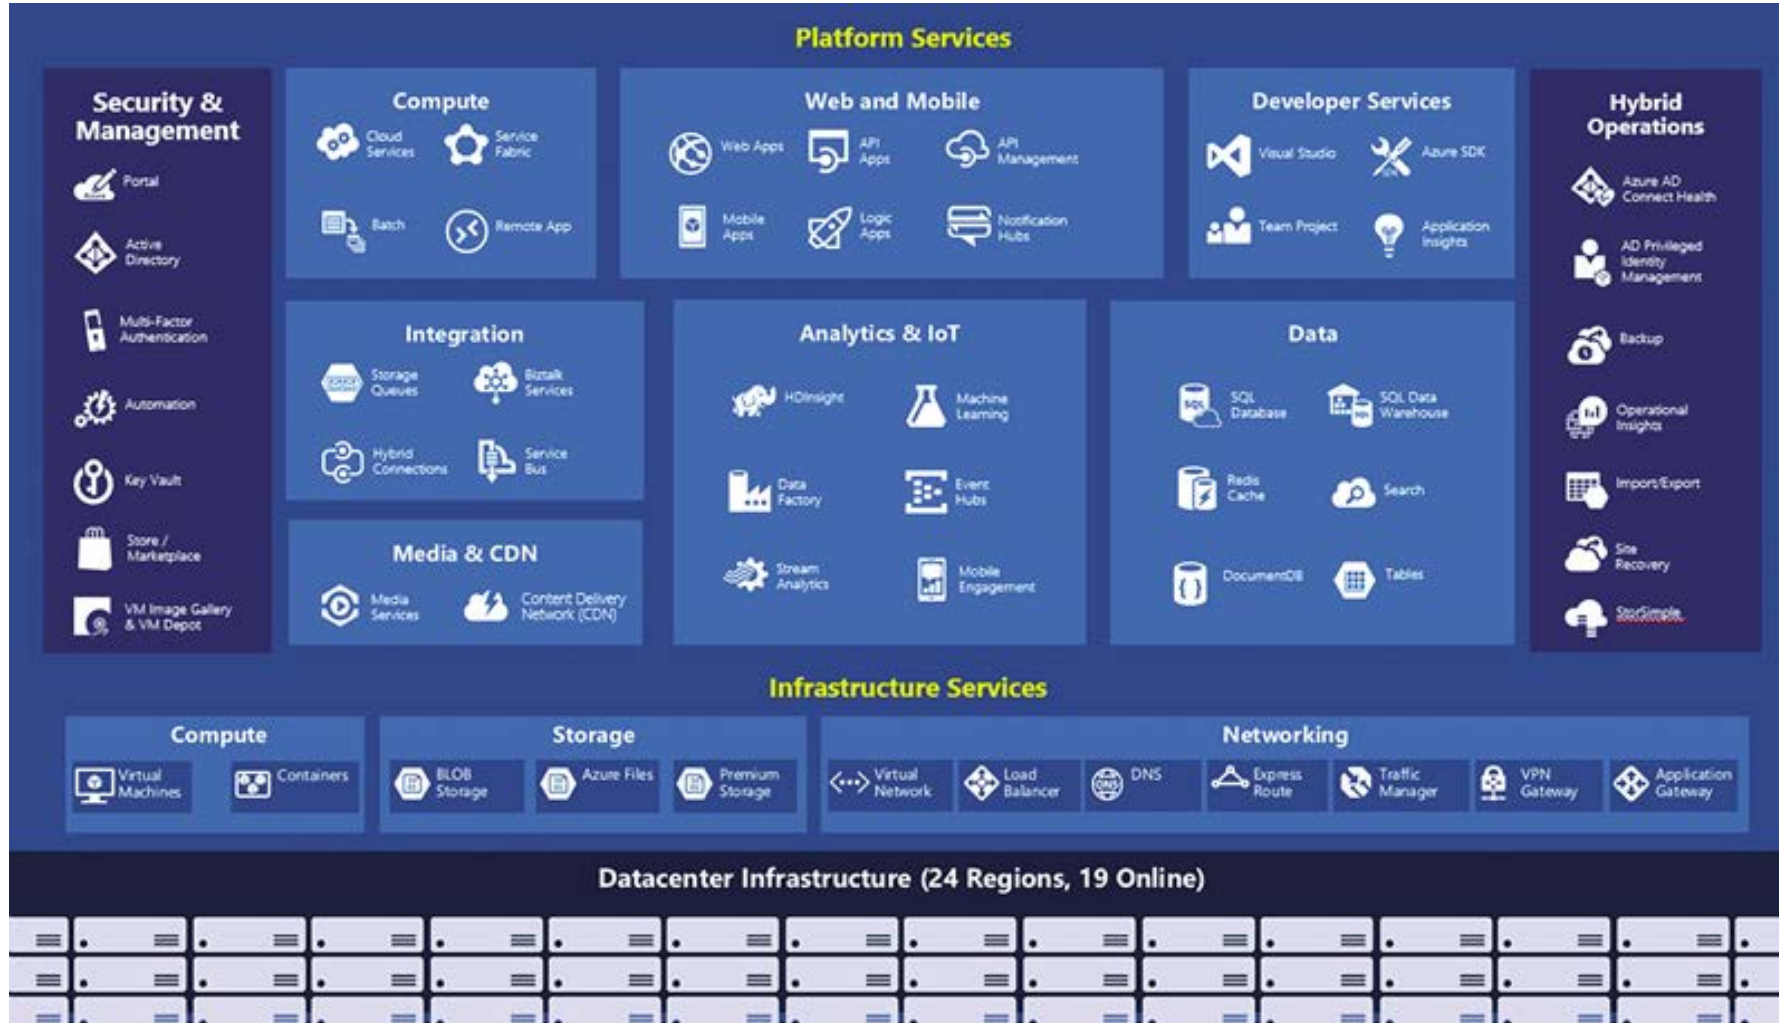 Platform Services
Security &
Management
Portal
Active
Directory
Multi-Factor
Authentication
Automation
Key Vault
Store /
Marketplace
VM Image Gallery
& VM Depot
Compute
Cloud
Services
Service
Fabric
Batch
Remote App
Web and Mobile
Web Apps
API
Apps
API
Management
Mobile
Apps
Logic
Apps
Notification
Hubs
Developer Services
Visual Studio
Azure SDK
SDK
Team Project
Application
Insights
Hybrid
Operations
Azure AD
Connect Health
AD Privileged
Identity
Management
Backup
Operational
Insights
Import/Export
Site
Recovery
StorSimple
Integration
Storage
Queues
Biztalk
Services
Hybrid
Connections
Service
Bus
Analytics & IoT
HDInsight
Machine
Learning
Data
Factory
Event
Hubs
Stream
Analytics
Mobile
Engagement
Data
SQL
SQL
Database
SQL Data
Warehouse
Redis
Cache
Search
DocumentDB
Tables
Media & CDN
Media
Services
Content Delivery
Network (CDN)
Infrastructure Services
Compute
Virtual
Machines
Containers
Storage
BLOB
Storage
Azure Files
Premium
Storage
Networking
Virtual
Network
Load
Balancer
DNS
DNS
Express
Route
Traffic
Manager
VPN
Gateway
Application
Gateway
Datacenter Infrastructure (24 Regions, 19 Online)